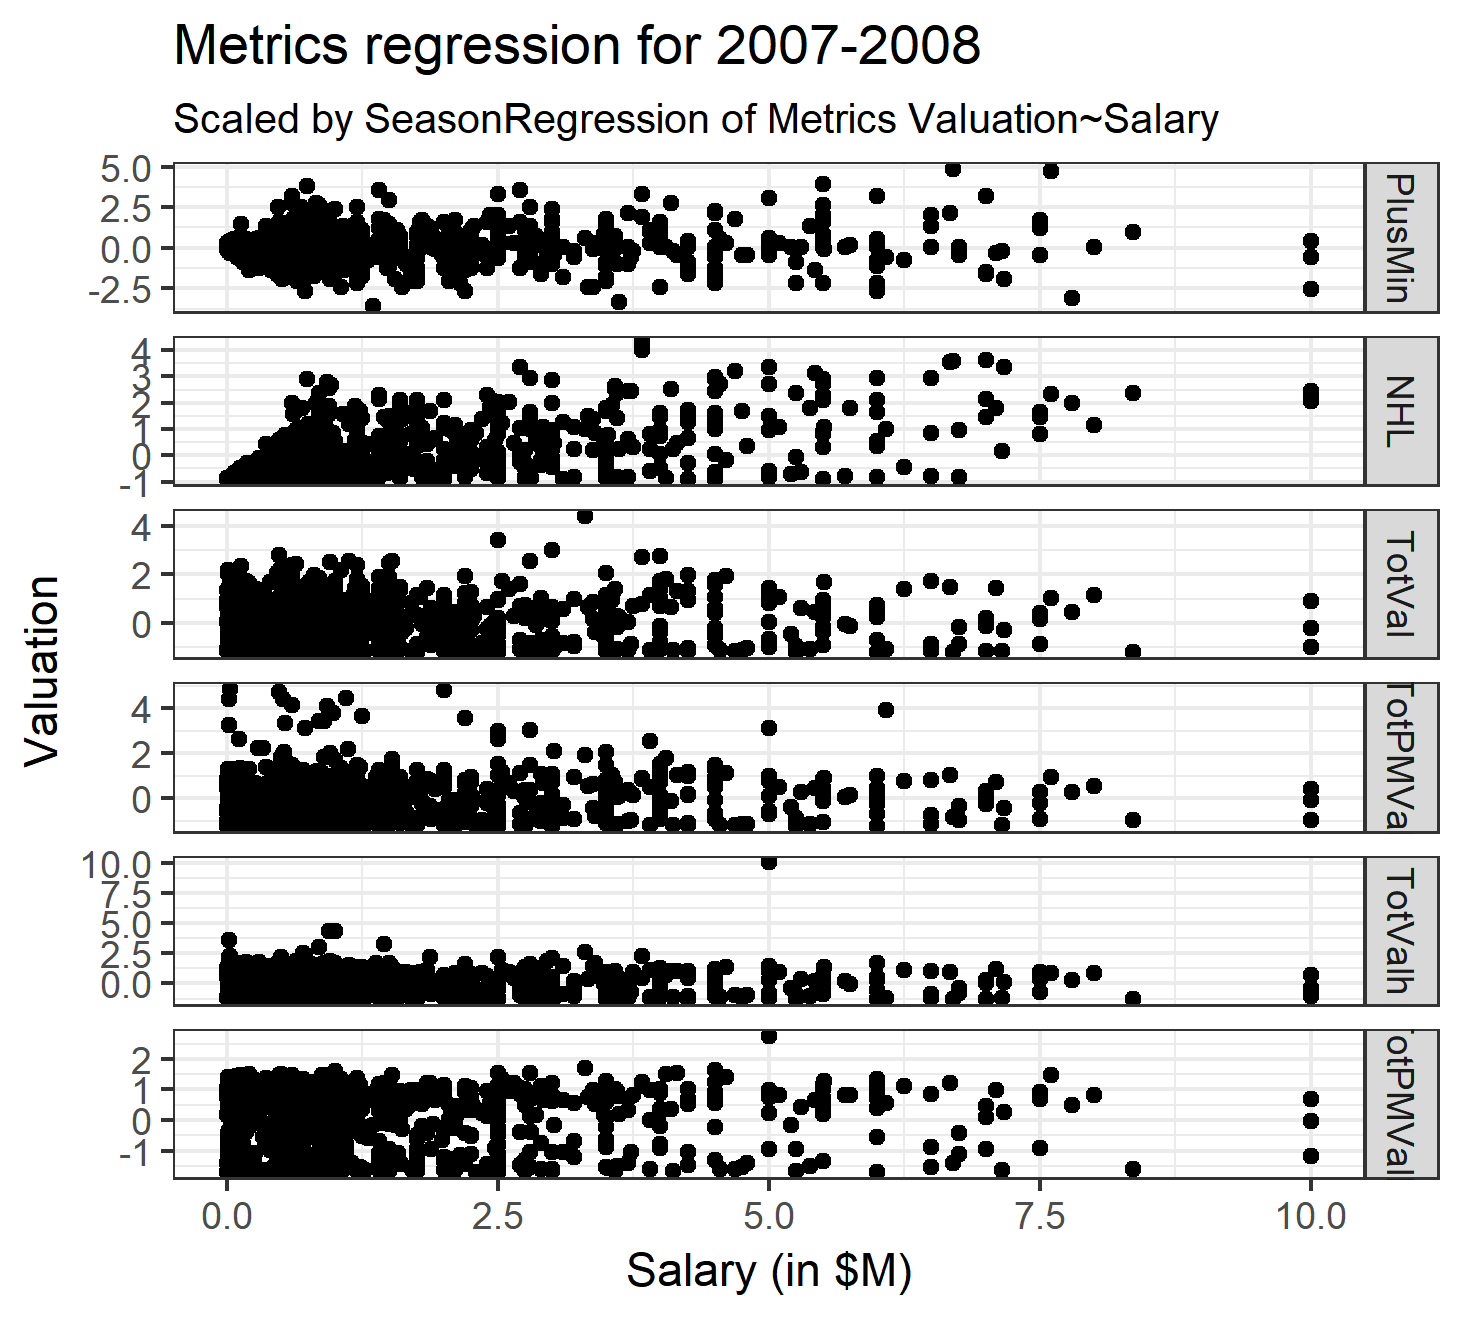 Metrics regression for 2007-2008
Scaled by SeasonRegression of Metrics Valuation~Salary
Valuation
5.0
2.5
0.0
-2.5
PlusMin
4
3
2
1
0
-1
NHL
4
2
0
TotVal
4
2
0
TotPMVa
10.0
7.5
5.0
2.5
0.0
TotValh
2
1
0
-1
otPMVal
0.0 2.5 5.0 7.5 10.0
Salary (in $M)